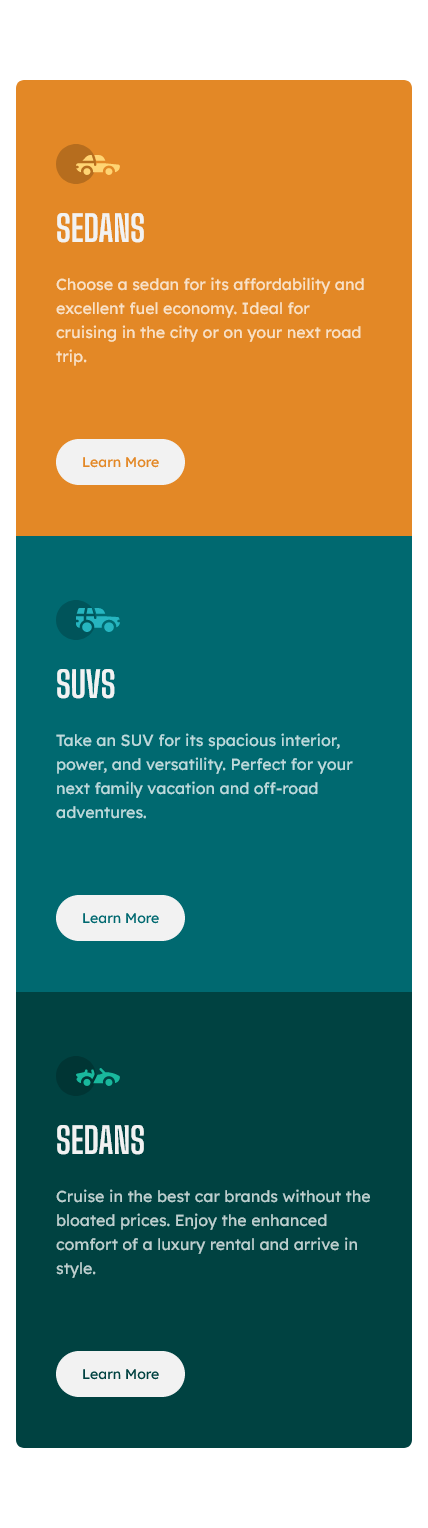 SEDANS
Choose a sedan for its affordability and
excellent fuel economy. Ideal for
cruising in the city or on your next road
trip.
Learn More
SUVS
Take an SUV for its spacious interior,
power, and versatility. Perfect for your
next family vacation and off-road
adventures.
Learn More
SEDANS
Cruise in the best car brands without the
bloated prices. Enjoy the enhanced
comfort of a luxury rental and arrive in
style.
Learn More